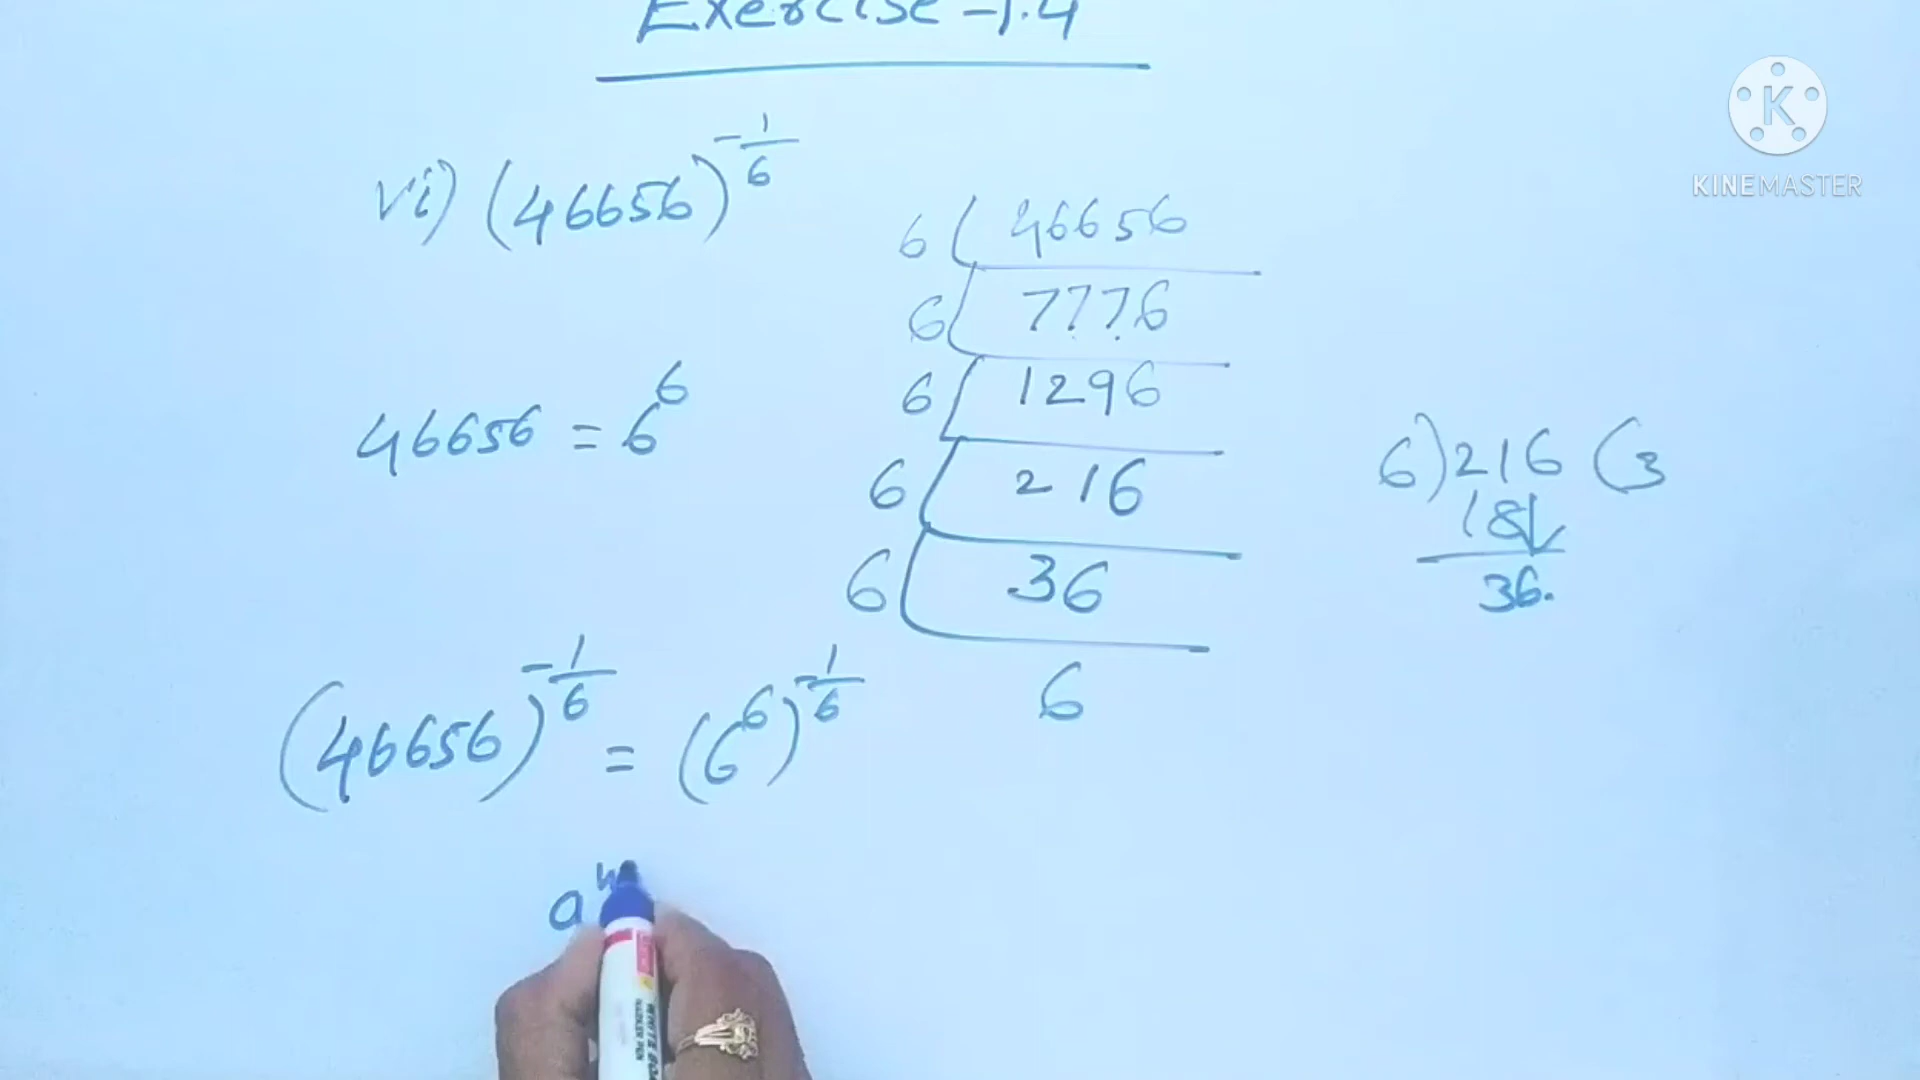 Exercise -1.4
vi) (46656)^-1/6
6 ( 46656
6 7776
6 1296
6 216
6 36
6
46656 = 6^6
6) 216 ( 3
18
36.
(46656)^-1/6 = (6^6)^-1/6
a
K
KINEMASTER